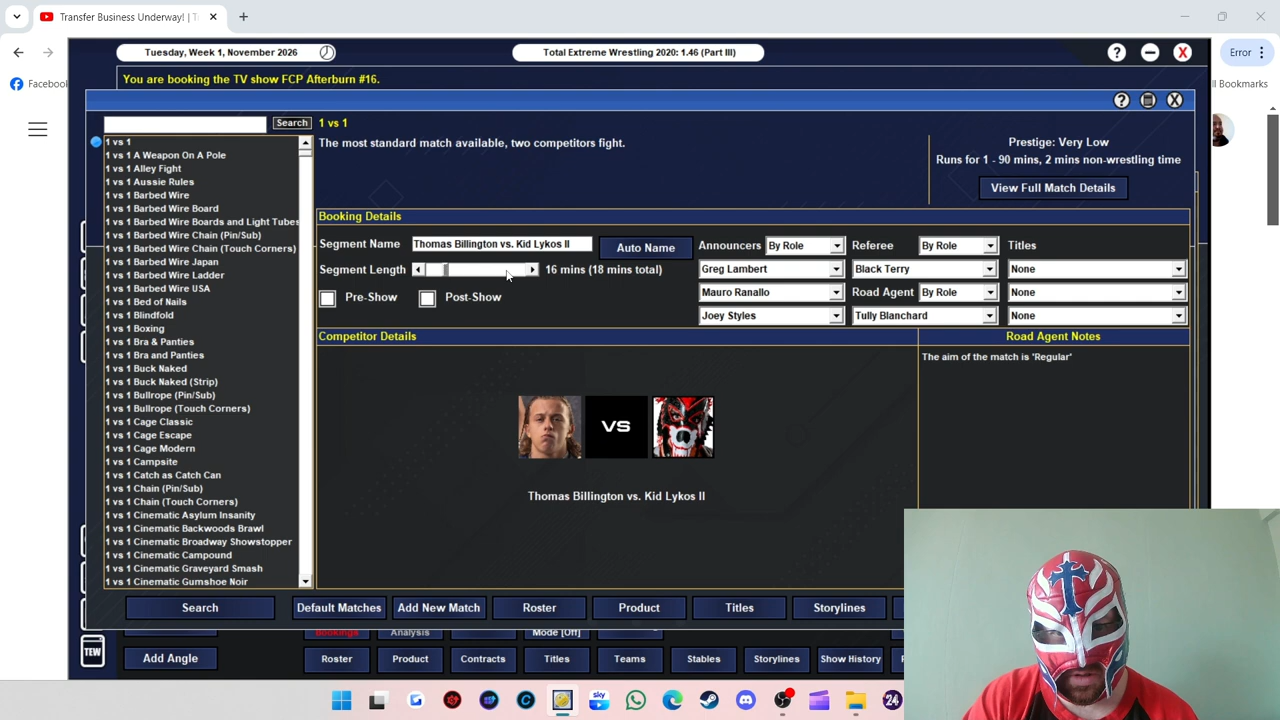 Transfer Business Underway! | T
Error
Facebook
ll Bookmarks
Tuesday, Week 1, November 2026
Total Extreme Wrestling 2020: 1.46 (Part III)
You are booking the TV show FCP Afterburn #16.
Search
1 vs 1
1 vs 1
1 vs 1 A Weapon On A Pole
1 vs 1 Alley Fight
1 vs 1 Aussie Rules
1 vs 1 Barbed Wire
1 vs 1 Barbed Wire Board
1 vs 1 Barbed Wire Boards and Light Tubes
1 vs 1 Barbed Wire Chain (Pin/Sub)
1 vs 1 Barbed Wire Chain (Touch Corners)
1 vs 1 Barbed Wire Japan
1 vs 1 Barbed Wire Ladder
1 vs 1 Barbed Wire USA
1 vs 1 Bed of Nails
1 vs 1 Blindfold
1 vs 1 Boxing
1 vs 1 Bra & Panties
1 vs 1 Bra and Panties
1 vs 1 Buck Naked
1 vs 1 Buck Naked (Strip)
1 vs 1 Bullrope (Pin/Sub)
1 vs 1 Bullrope (Touch Corners)
1 vs 1 Cage Classic
1 vs 1 Cage Escape
1 vs 1 Cage Modern
1 vs 1 Campsite
1 vs 1 Catch as Catch Can
1 vs 1 Chain (Pin/Sub)
1 vs 1 Chain (Touch Corners)
1 vs 1 Cinematic Asylum Insanity
1 vs 1 Cinematic Backwoods Brawl
1 vs 1 Cinematic Broadway Showstopper
1 vs 1 Cinematic Campound
1 vs 1 Cinematic Graveyard Smash
1 vs 1 Cinematic Gumshoe Noir
The most standard match available, two competitors fight.
Prestige: Very Low
Runs for 1 - 90 mins, 2 mins non-wrestling time
View Full Match Details
Booking Details
Segment Name Thomas Billington vs. Kid Lykos II Auto Name Announcers By Role Referee By Role Titles
Segment Length 16 mins (18 mins total) Greg Lambert Black Terry None
Pre-Show Post-Show Mauro Ranallo Road Agent By Role None
Joey Styles Tully Blanchard None
Competitor Details
Road Agent Notes
The aim of the match is 'Regular'
VS
Thomas Billington vs. Kid Lykos II
Search Default Matches Add New Match Roster Product Titles Storylines
Bookings Analysis Mode [Off]
TEW
Add Angle Roster Product Contracts Titles Teams Stables Storylines Show History
24